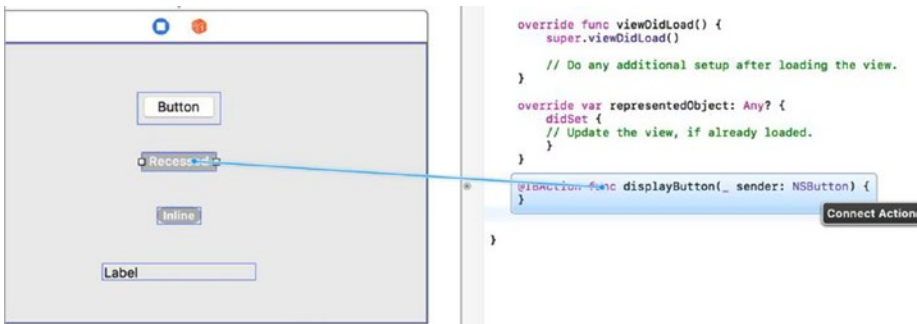 Button
Recessed
Inline
Label
override func viewDidLoad() {
super.viewDidLoad()
// Do any additional setup after loading the view.
}
override var representedObject: Any? {
didSet {
// Update the view, if already loaded.
}
}
@IBAction func displayButton(_ sender: NSButton) {
}
Connect Action
}